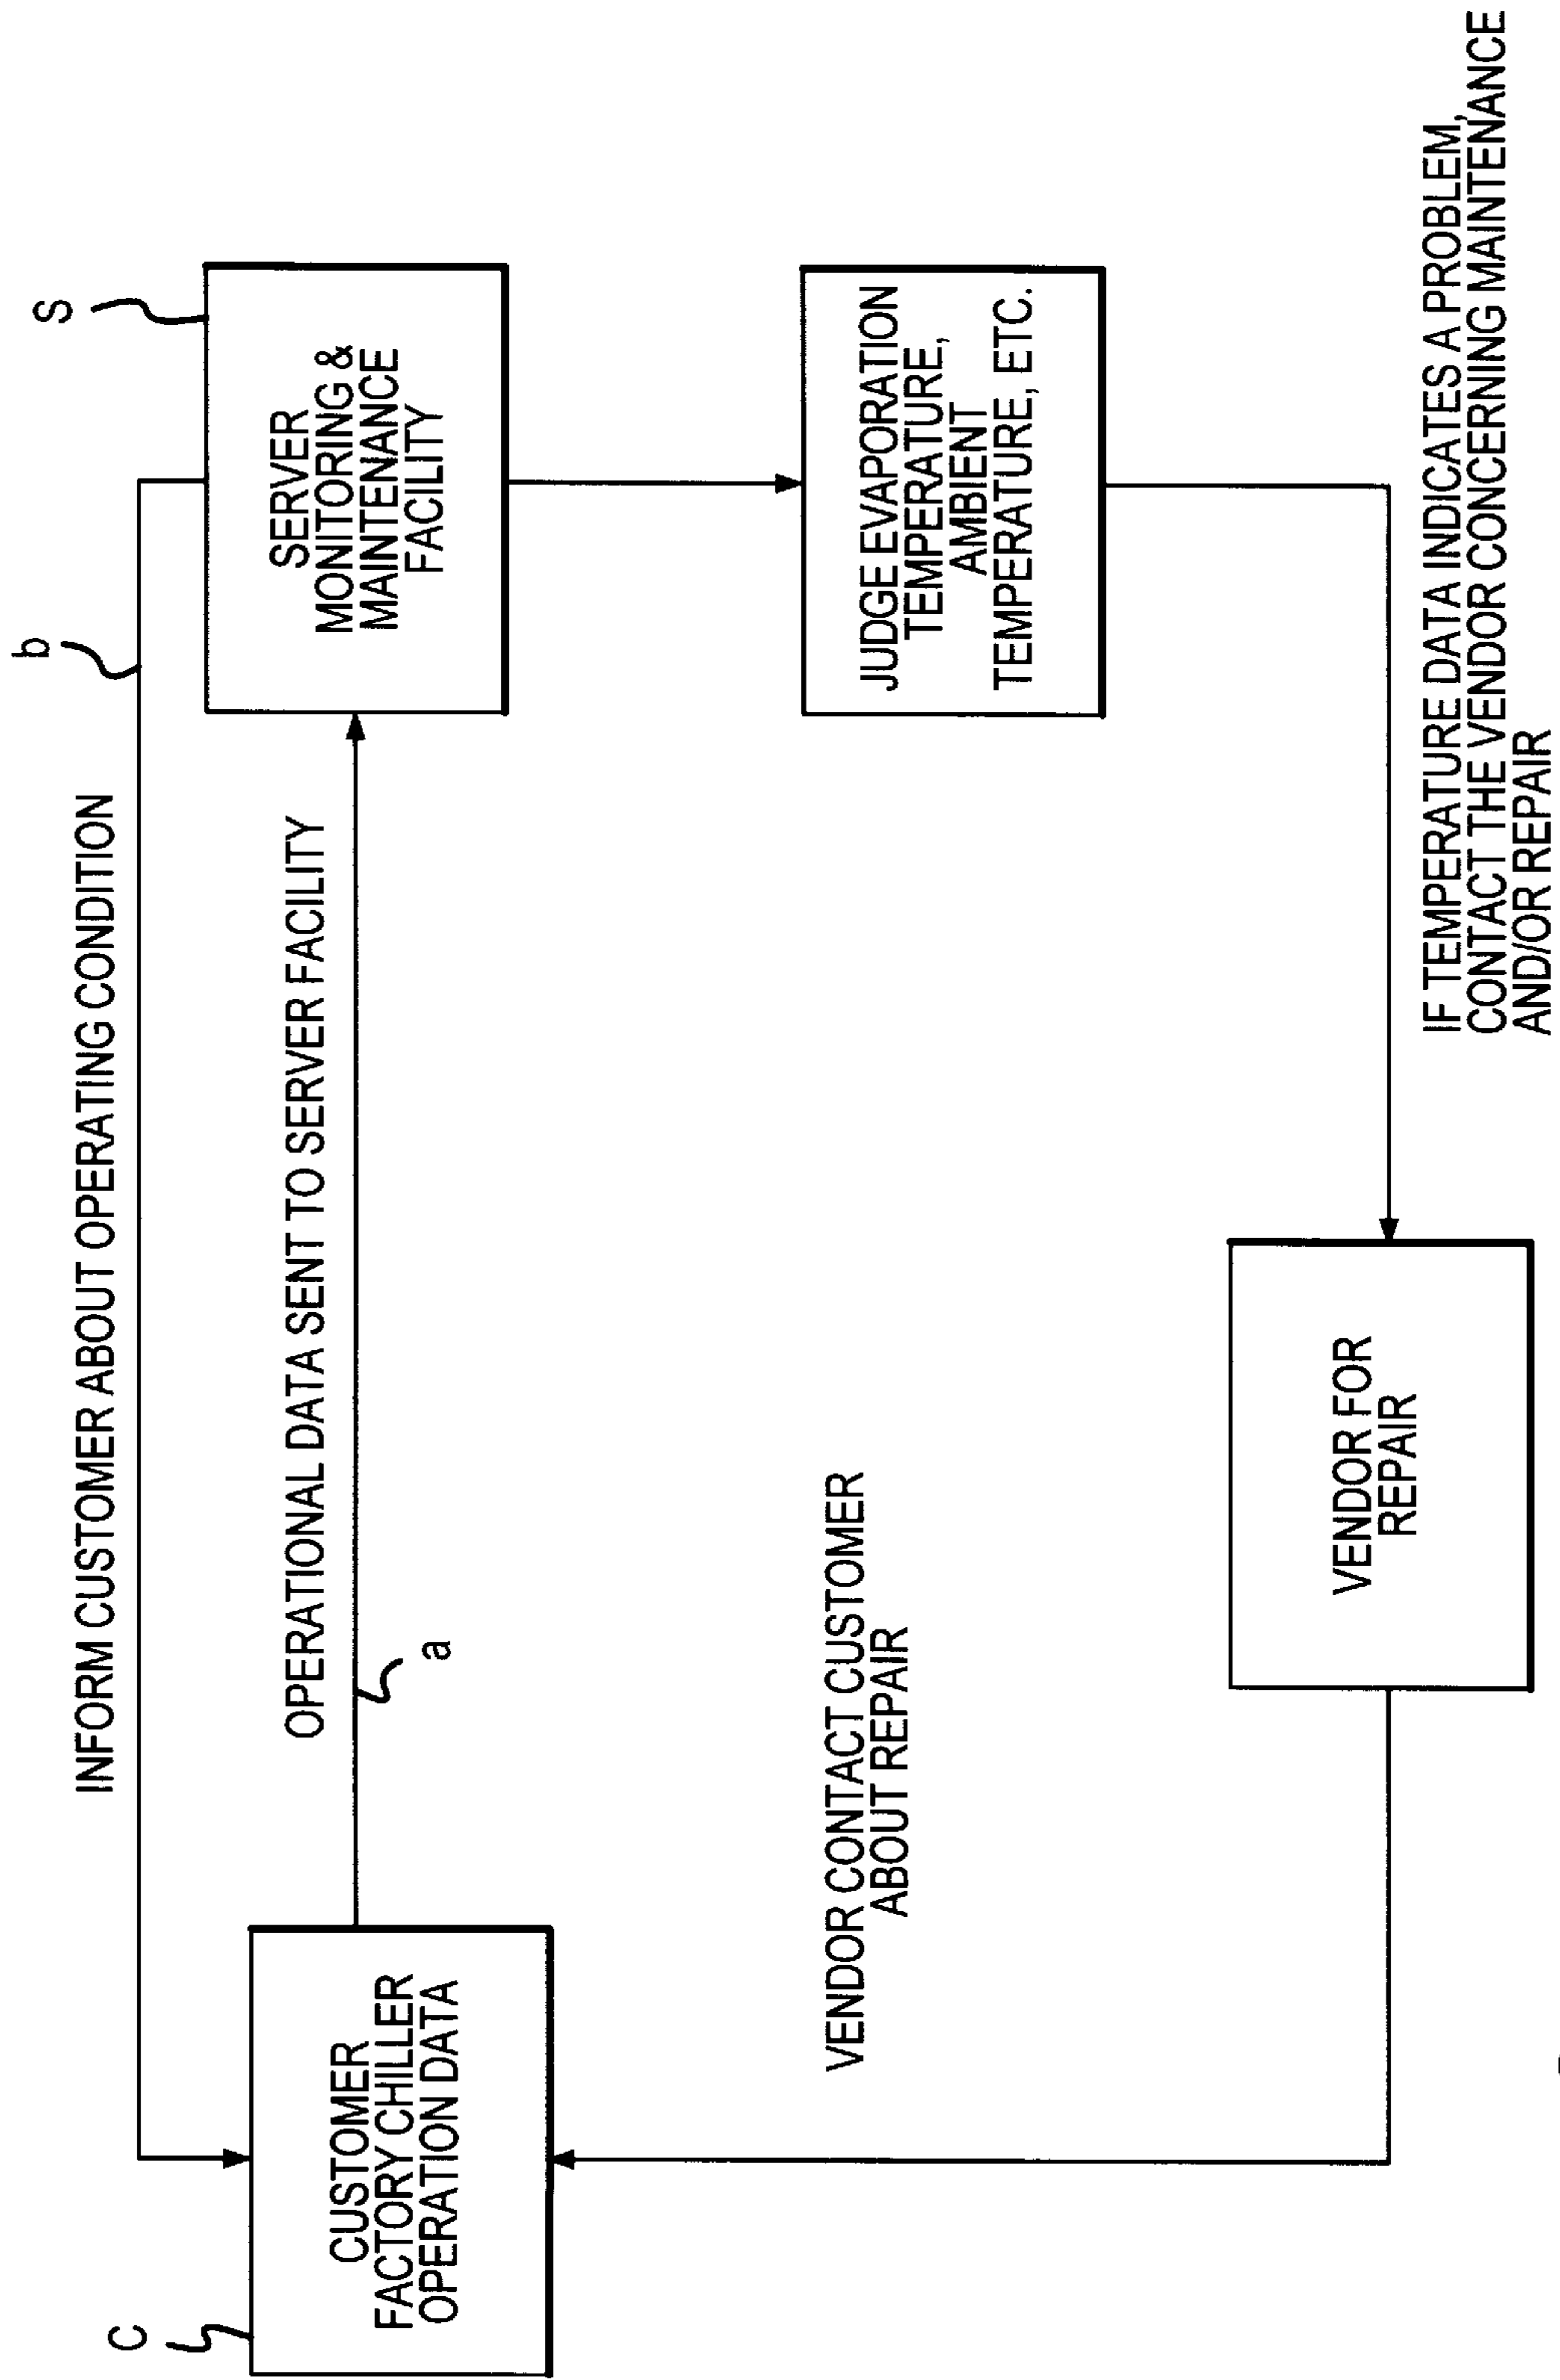 b
S
INFORM CUSTOMER ABOUT OPERATING CONDITION
C
CUSTOMER
FACTORY CHILLER
OPERATION DATA
OPERATIONAL DATA SENT TO SERVER FACILITY
a
SERVER
MONITORING &
MAINTENANCE
FACILITY
VENDOR CONTACT CUSTOMER
ABOUT REPAIR
JUDGE EVAPORATION
TEMPERATURE,
AMBIENT
TEMPERATURE, ETC.
VENDOR FOR
REPAIR
IF TEMPERATURE DATA INDICATES A PROBLEM,
CONTACT THE VENDOR CONCERNING MAINTENANCE
AND/OR REPAIR